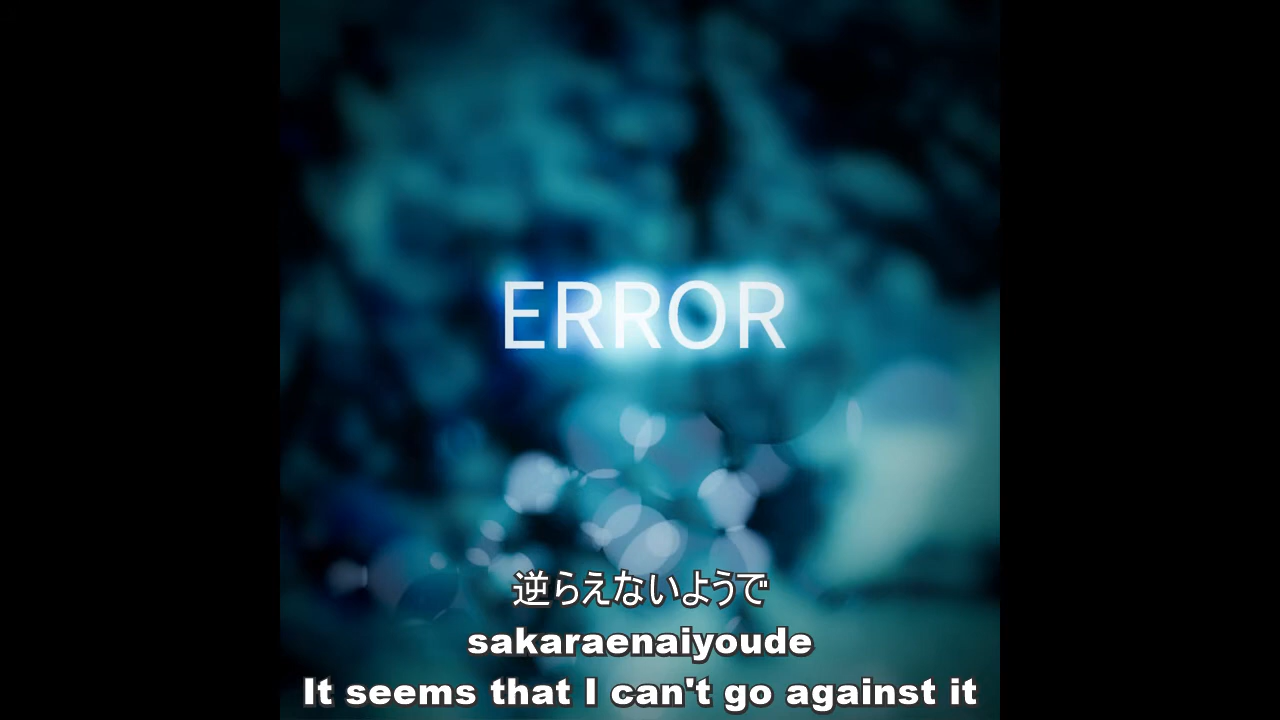 ERROR
逆らえないようで
sakaraenaiyoude
It seems that I can't go against it